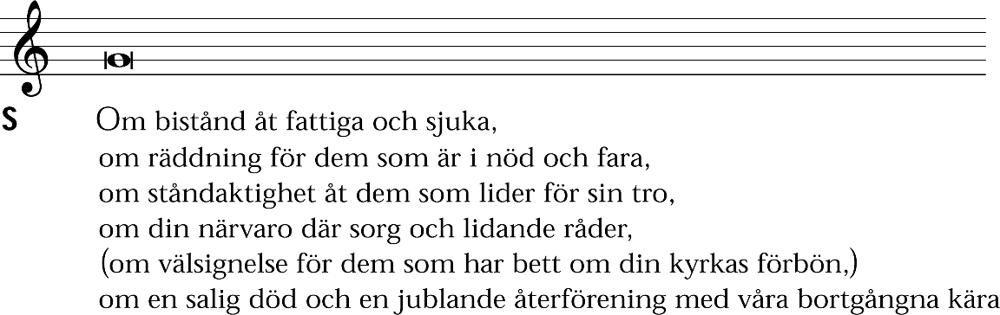 S Om bistånd åt fattiga och sjuka,
om räddning för dem som är i nöd och fara,
om ståndaktighet åt dem som lider för sin tro,
om din närvaro där sorg och lidande råder,
(om välsignelse för dem som har bett om din kyrkas förbön,)
om en salig död och en jublande återförening med våra bortgångna kära